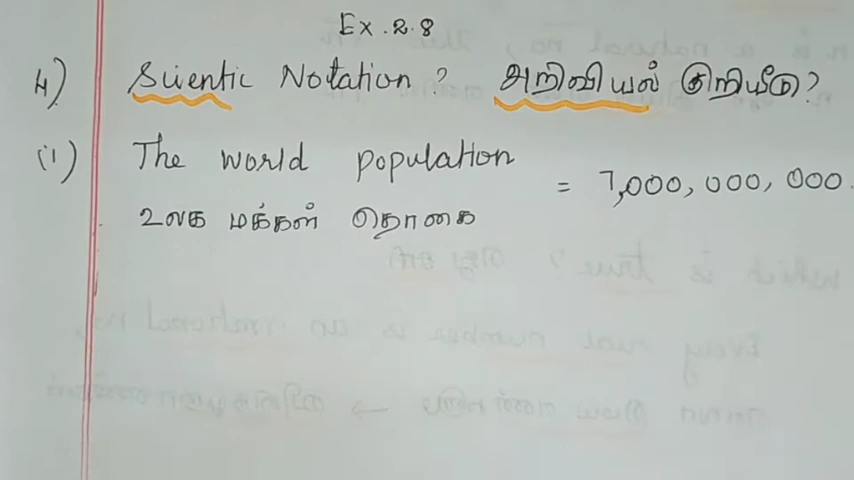 Ex.2.8
4) Scientic Notation? அறிவியல் குறியீடு?
(i) The world population = 7,000,000,000.
உலக மக்கள் தொகை